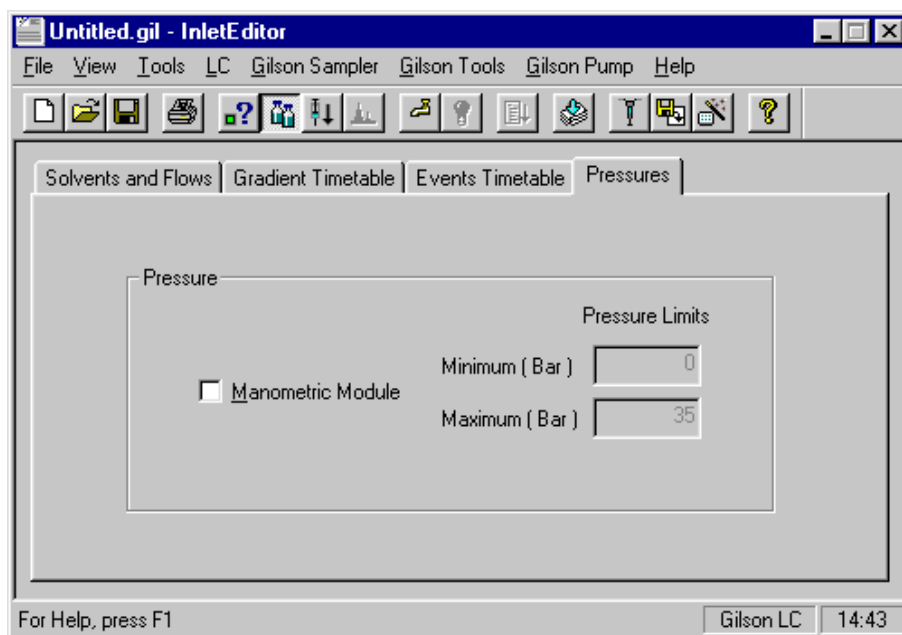 Untitled.gil - InletEditor
File View Tools LC Gilson Sampler Gilson Tools Gilson Pump Help
Solvents and Flows Gradient Timetable Events Timetable Pressures
Pressure
Pressure Limits
Minimum ( Bar ) 0
Manometric Module
Maximum ( Bar ) 35
For Help, press F1 Gilson LC 14:43